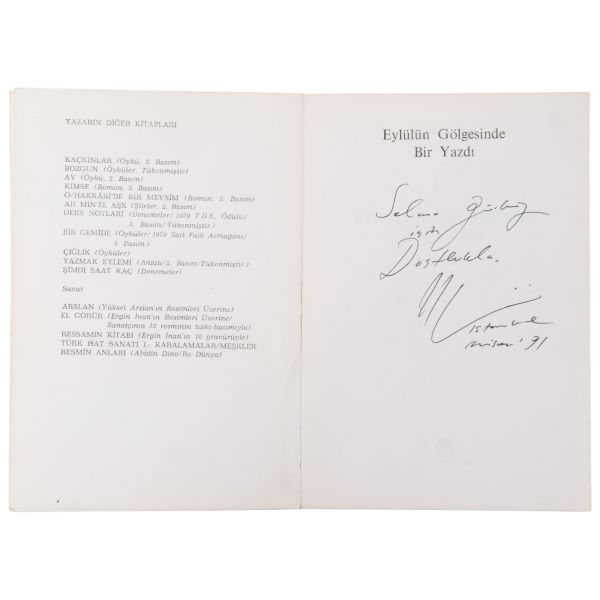 YAZARIN DİĞER KİTAPLARI
KAÇKINLAR (Öykü, 2. Basım)
BOZGUN (Öyküler, Tükenmiştir)
AV (Öykü, 2. Basım)
KİMSE (Roman, 3. Basım)
O/HAKKÂRİ'DE BİR MEVSİM (Roman, 5. Basım)
AH MİN'EL AŞK (Şiirler, 2. Basım)
DERS NOTLARI (Denemeler/ 1979 T.D.K. Ödülü/
3. Basım/ Tükenmiştir.)
BİR GEMİDE (Öyküler/ 1979 Sait Faik Armağanı/
4. Basım.)
ÇIĞLIK (Öyküler)
YAZMAK EYLEMİ (Anlatı/2. Basım/Tükenmiştir.)
ŞİMDİ SAAT KAÇ (Denemeler)
Sanat
ARSLAN (Yüksel Arslan'ın Resimleri Üzerine)
EL GÖRÜR (Ergin İnan'ın Resimleri Üzerine/
Sanatçının 12 resminin tıpkı-basımıyla)
RESSAMIN KİTABI (Ergin İnan'ın 10 gravürüyle)
TÜRK HAT SANATI I: KARALAMALAR/MEŞKLER
RESMİN ANLARI (Abidin Dino/Bu Dünya)
Eylülün Gölgesinde
Bir Yazdı
Selma
için
Dostlukla,
istanbul
nisan '91